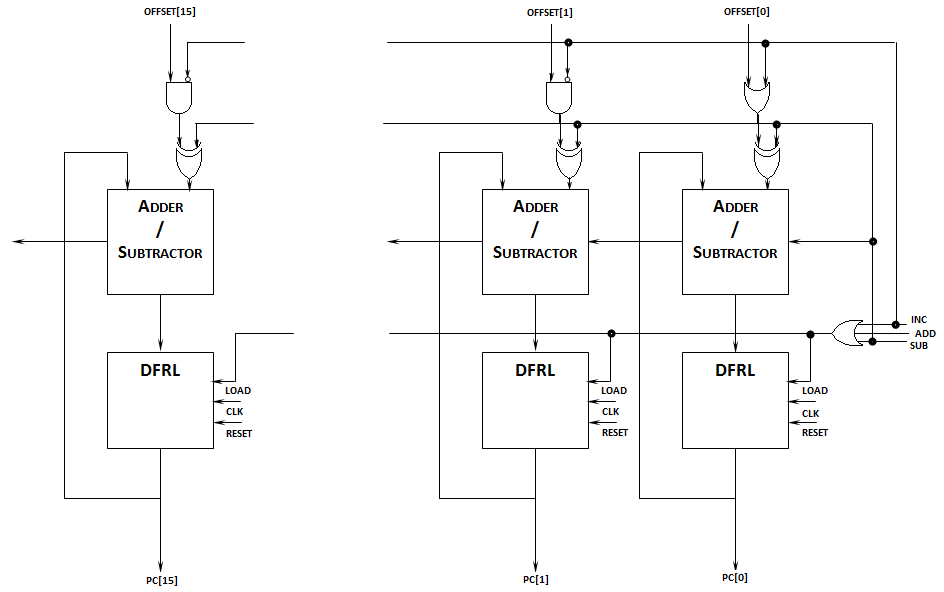 OFFSET[15]
OFFSET[1]
OFFSET[0]
ADDER
/
SUBTRACTOR
ADDER
/
SUBTRACTOR
ADDER
/
SUBTRACTOR
INC
ADD
SUB
DFRL
LOAD
CLK
RESET
DFRL
LOAD
CLK
RESET
DFRL
LOAD
CLK
RESET
PC[15]
PC[1]
PC[0]